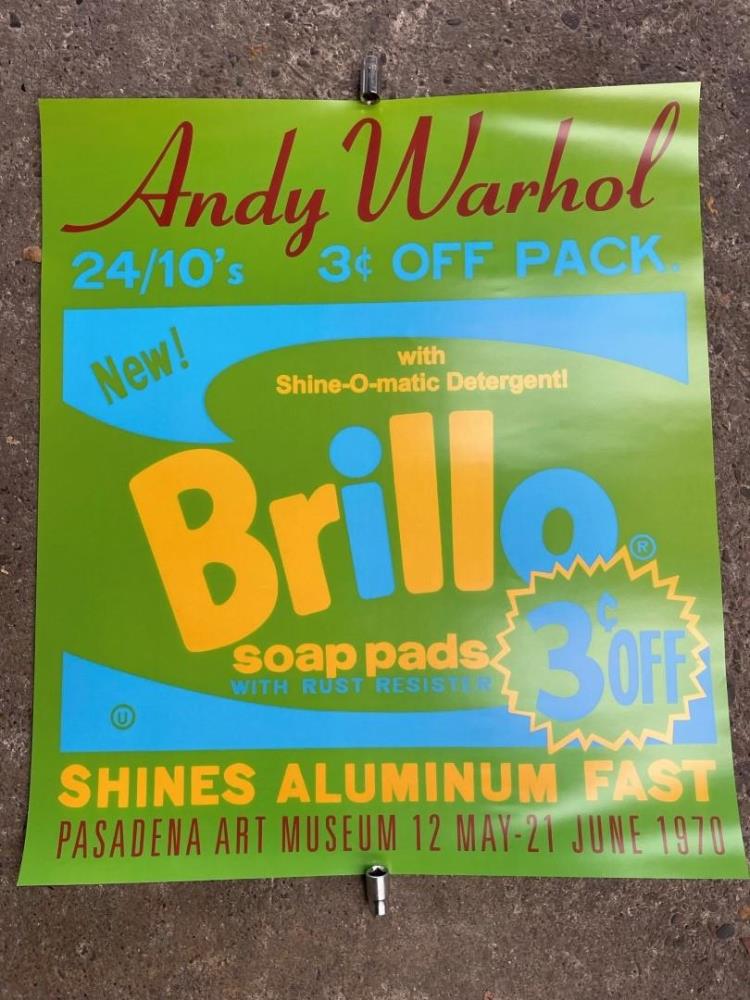 Andy Warhol
24/10's 3¢ OFF PACK.
New!
with
Shine-O-matic Detergent!
Brillo®
soap pads
WITH RUST RESISTER
3¢ OFF
Ⓤ
SHINES ALUMINUM FAST
PASADENA ART MUSEUM 12 MAY-21 JUNE 1970